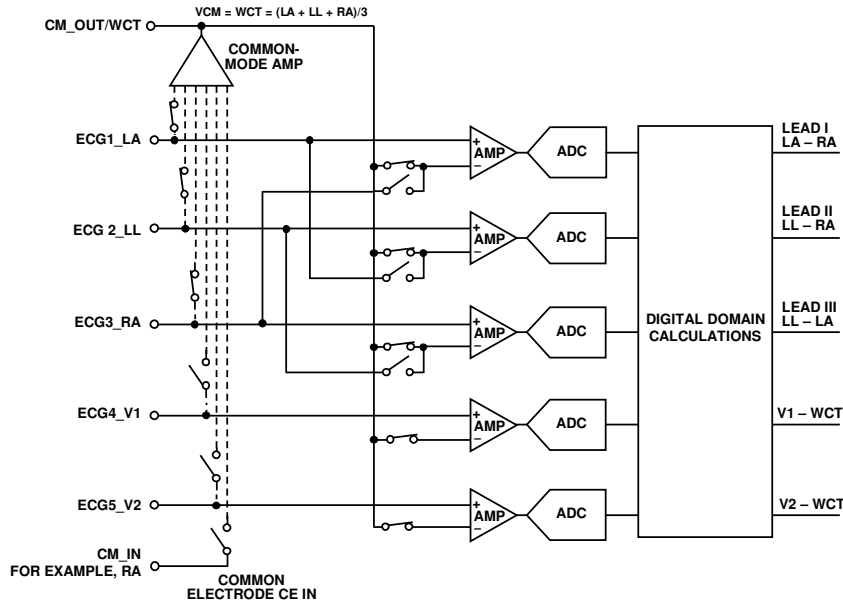 CM_OUT/WCT
VCM = WCT = (LA + LL + RA)/3
COMMON-
MODE AMP
ECG1_LA
+
AMP
–
ADC
LEAD I
LA – RA
ECG 2_LL
+
AMP
–
ADC
LEAD II
LL – RA
ECG3_RA
+
AMP
–
ADC
DIGITAL DOMAIN
CALCULATIONS
LEAD III
LL – LA
ECG4_V1
+
AMP
–
ADC
V1 – WCT
ECG5_V2
+
AMP
–
ADC
V2 – WCT
CM_IN
FOR EXAMPLE, RA
COMMON
ELECTRODE CE IN